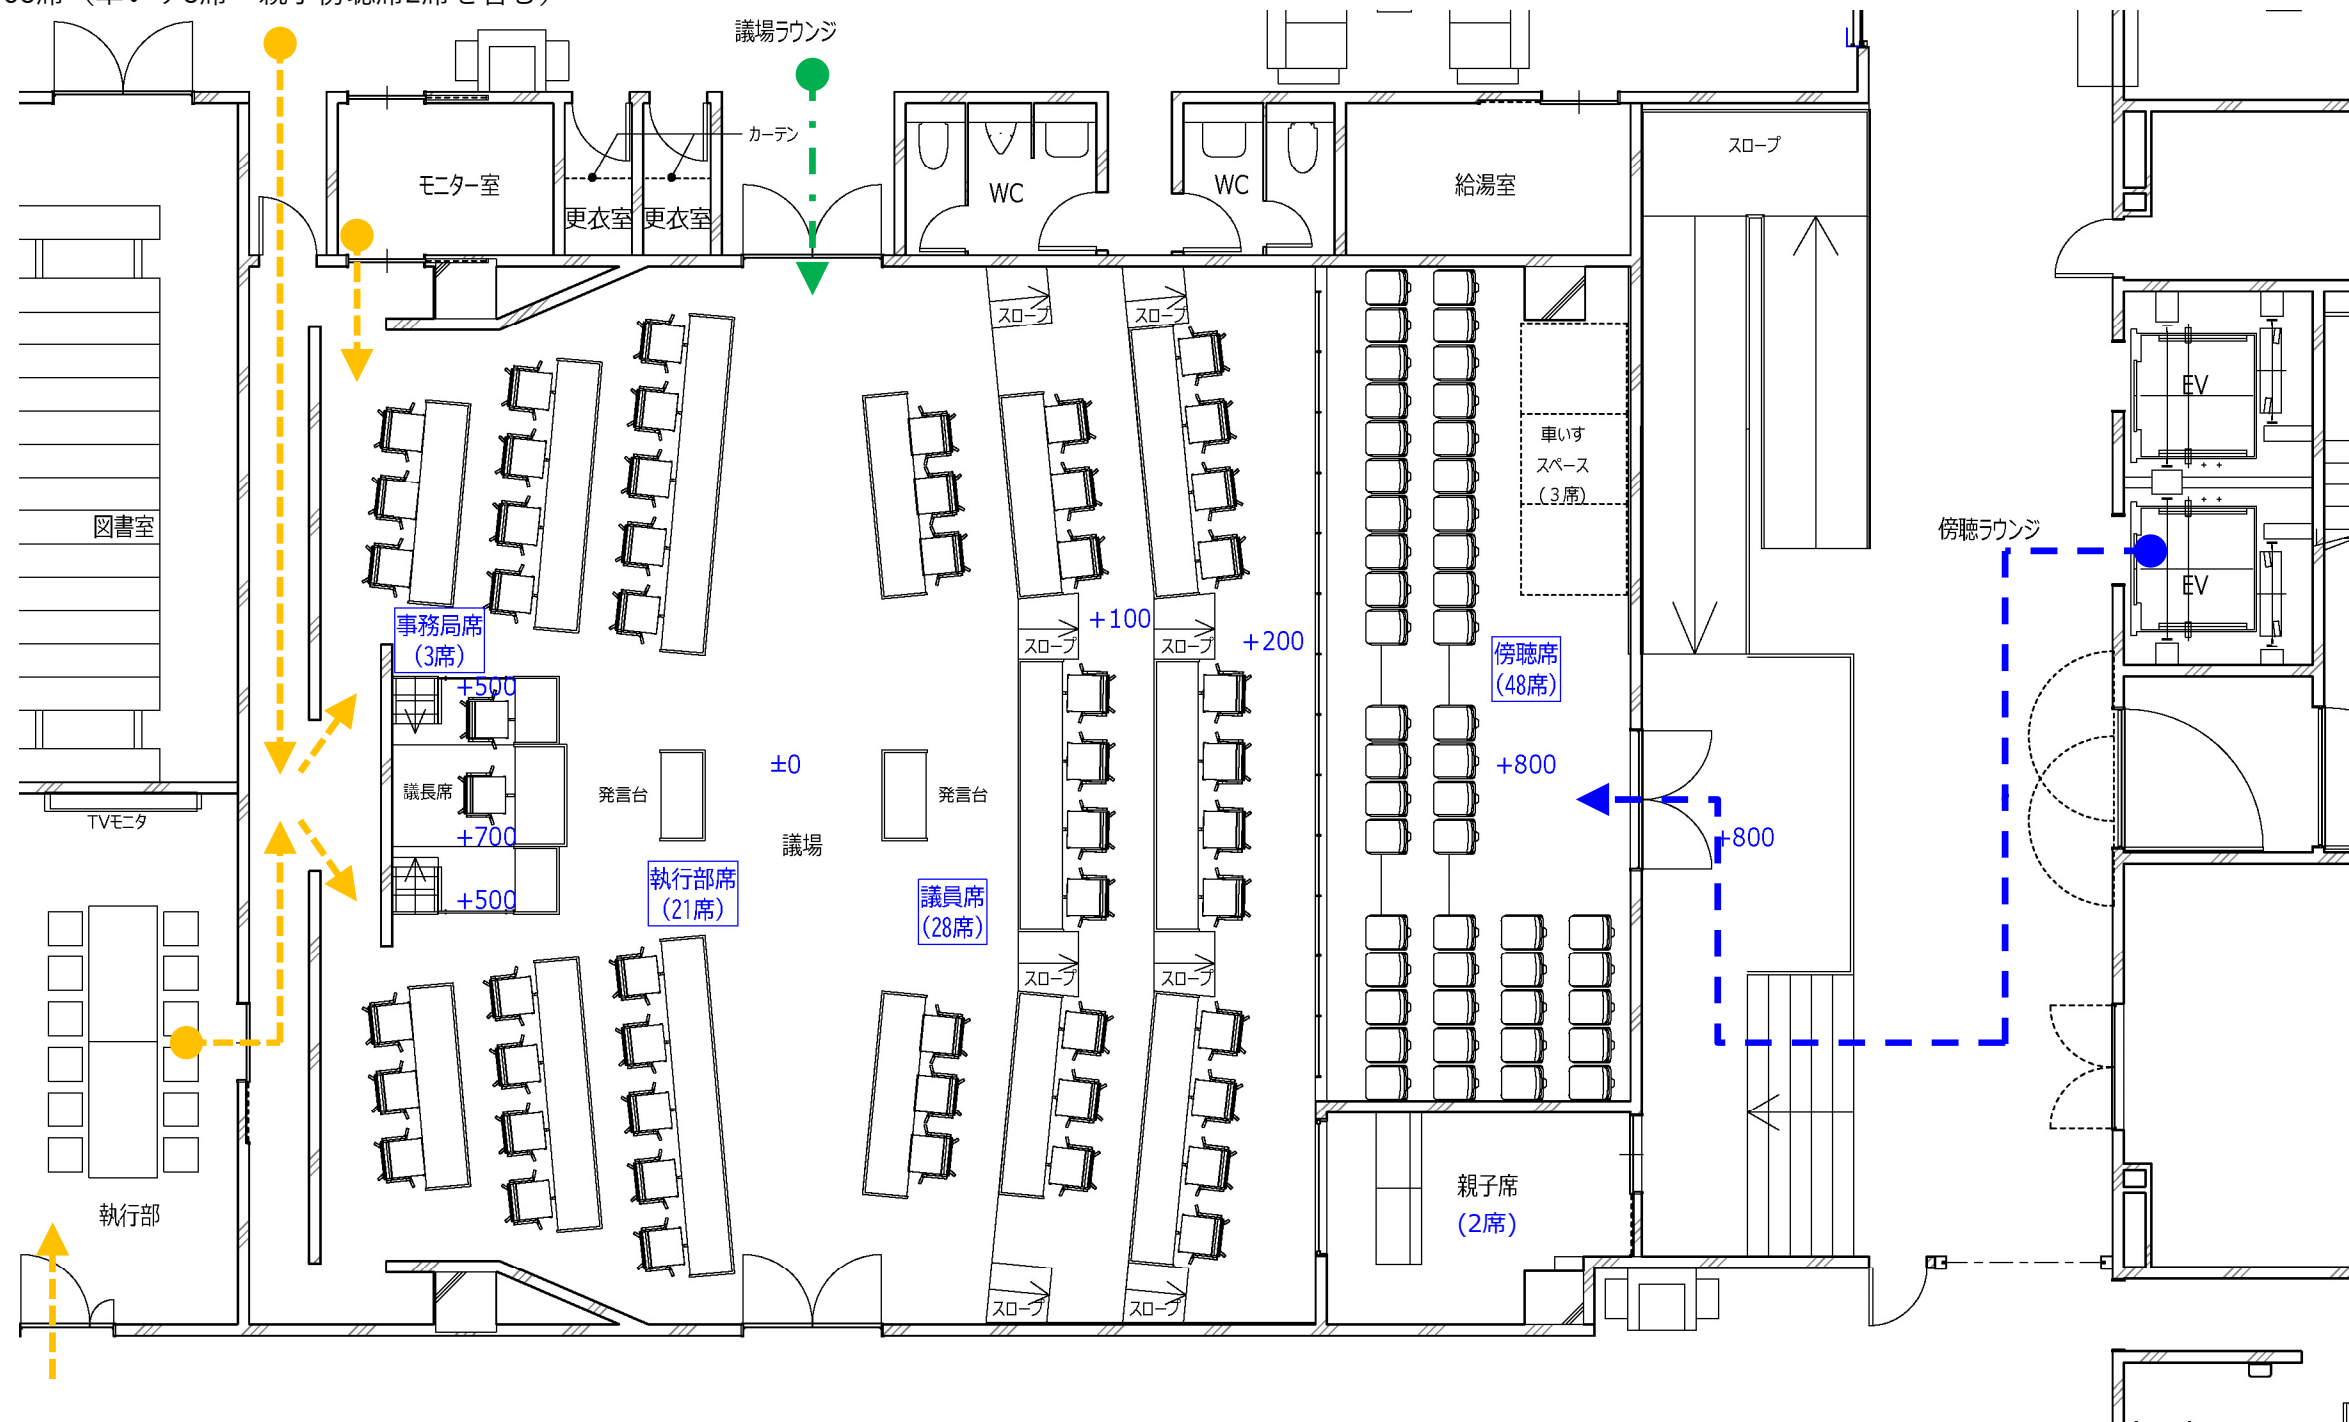 議場ラウンジ
カーテン
スロープ
モニター室
更衣室
更衣室
WC
WC
給湯室
スロープ
スロープ
EV
車いす
スペース
(3席)
図書室
傍聴ラウンジ
EV
事務局席
(3席)
+100
+200
スロープ
スロープ
傍聴席
(48席)
+500
議長席
発言台
±0
発言台
+800
TVモニタ
+700
議場
+800
執行部席
(21席)
議員席
(28席)
+500
スロープ
スロープ
執行部
親子席
(2席)
スロープ
スロープ